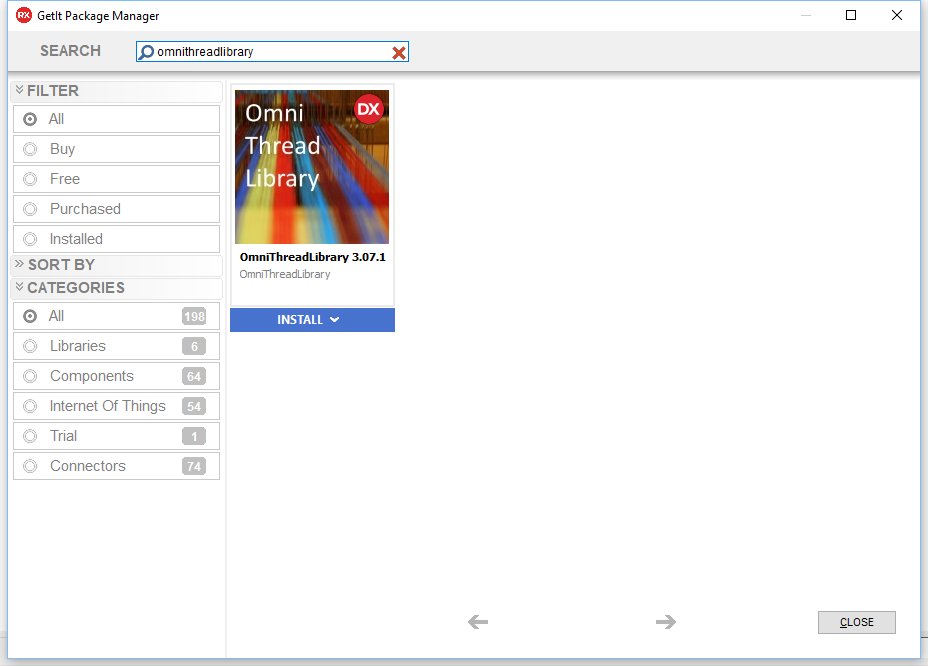 RX GetIt Package Manager
SEARCH
omnithreadlibrary
FILTER
All
Buy
Free
Purchased
Installed
SORT BY
CATEGORIES
All 198
Libraries 6
Components 64
Internet Of Things 54
Trial 1
Connectors 74
Omni
Thread
Library
DX
OmniThreadLibrary 3.07.1
OmniThreadLibrary
INSTALL
CLOSE